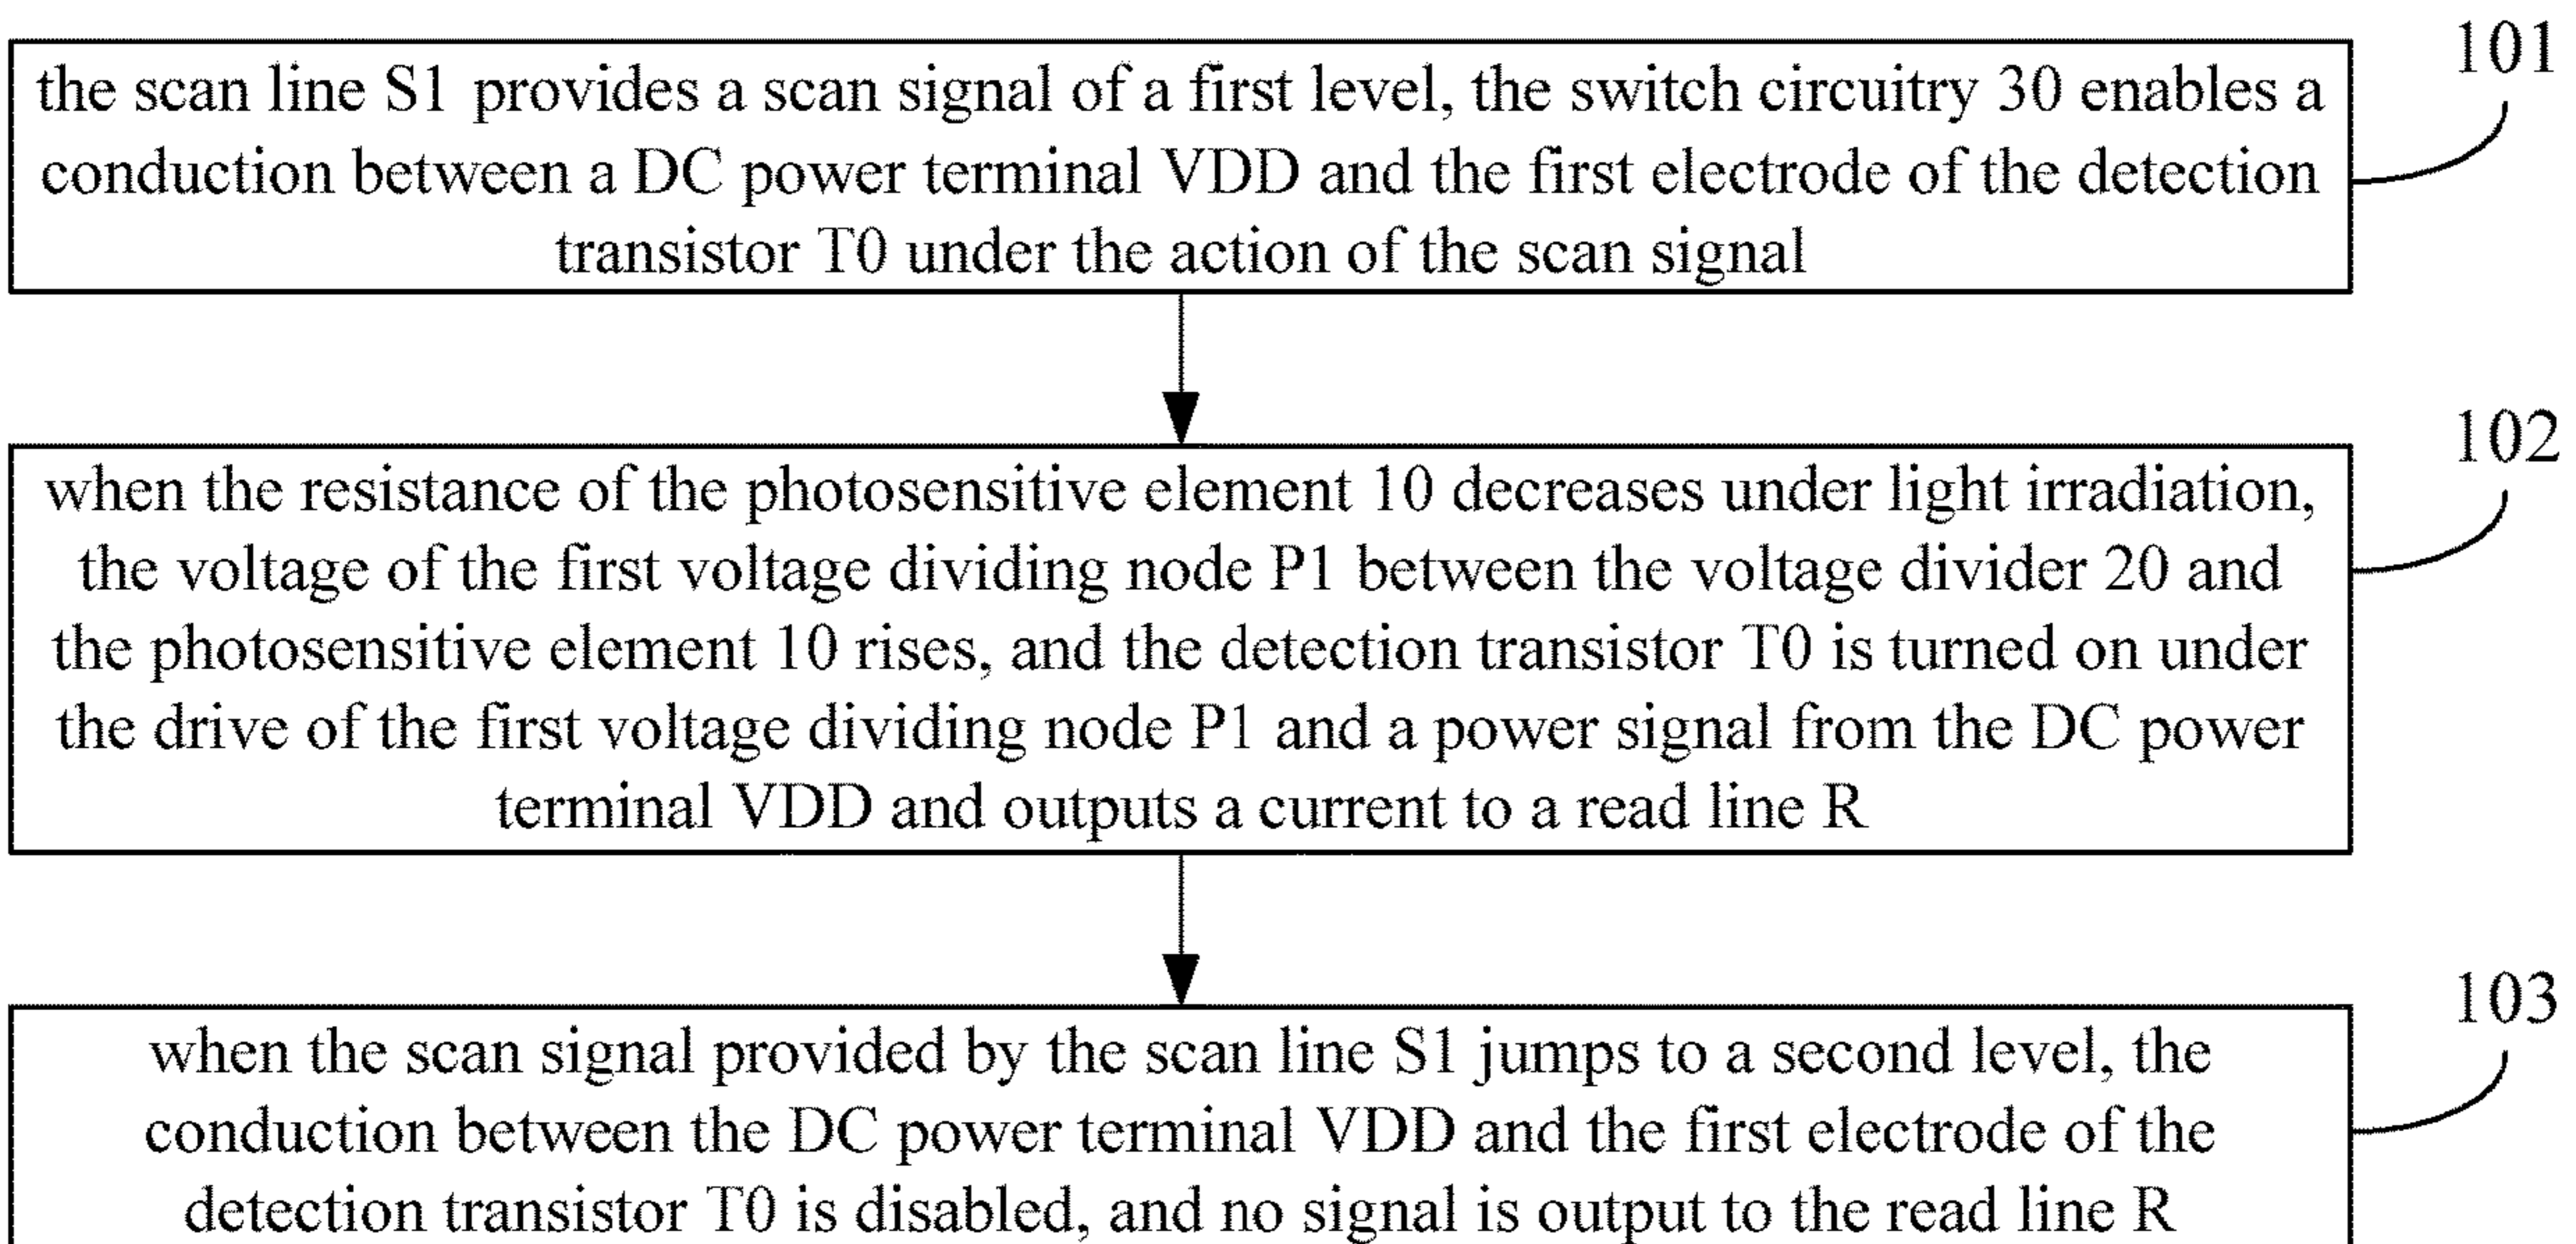 101
the scan line S1 provides a scan signal of a first level, the switch circuitry 30 enables a
conduction between a DC power terminal VDD and the first electrode of the detection
transistor T0 under the action of the scan signal
102
when the resistance of the photosensitive element 10 decreases under light irradiation,
the voltage of the first voltage dividing node P1 between the voltage divider 20 and
the photosensitive element 10 rises, and the detection transistor T0 is turned on under
the drive of the first voltage dividing node P1 and a power signal from the DC power
terminal VDD and outputs a current to a read line R
103
when the scan signal provided by the scan line S1 jumps to a second level, the
conduction between the DC power terminal VDD and the first electrode of the
detection transistor T0 is disabled, and no signal is output to the read line R